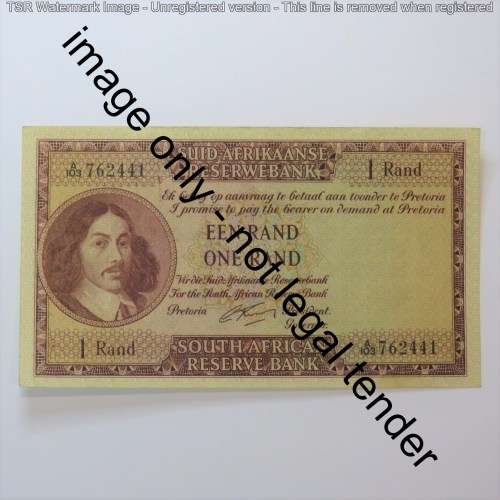 TSR Watermark Image - Unregistered version - This line is removed when registered
image only - not legal tender
SUID-AFRIKAANSE
RESERWEBANK
A/103 762441
1 Rand
Ek beloof op aanvraag te betaal aan toonder te Pretoria
I promise to pay the bearer on demand at Pretoria
EEN RAND
ONE RAND
Vir die Suid-Afrikaanse Reserwebank
For the South African Reserve Bank
Pretoria
1 Rand
SOUTH AFRICAN
RESERVE BANK
A/103 762441